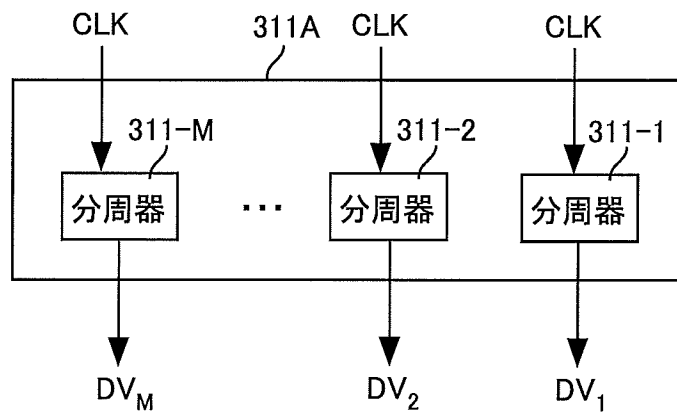 CLK 311A CLK CLK
311-M 311-2 311-1
分周器 … 分周器 分周器
DV_M DV_2 DV_1